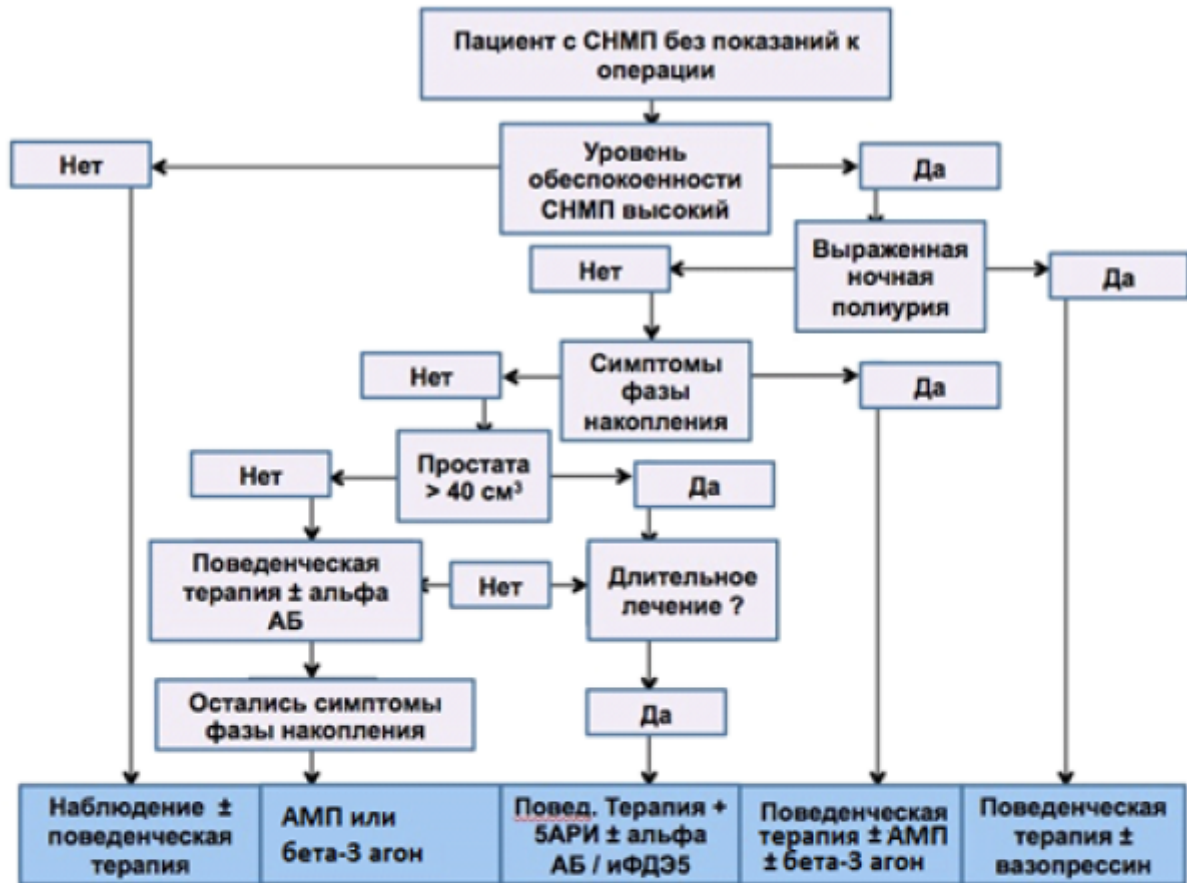 Пациент с СНМП без показаний к
операции
Нет
Уровень
обеспокоенности
СНМП высокий
Да
Нет
Выраженная
ночная
полиурия
Да
Нет
Симптомы
фазы
накопления
Да
Нет
Простата
> 40 см³
Да
Поведенческая
терапия ± альфа
АБ
Нет
Длительное
лечение ?
Остались симптомы
фазы накопления
Да
Наблюдение ±
поведенческая
терапия
АМП или
бета-3 агон
Повед. Терапия +
5АРИ ± альфа
АБ / иФДЭ5
Поведенческая
терапия ± АМП
± бета-3 агон
Поведенческая
терапия ±
вазопрессин